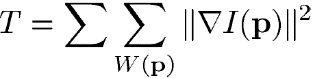 T = ∑ ∑_{W(𝐩)} ||∇I(𝐩)||²